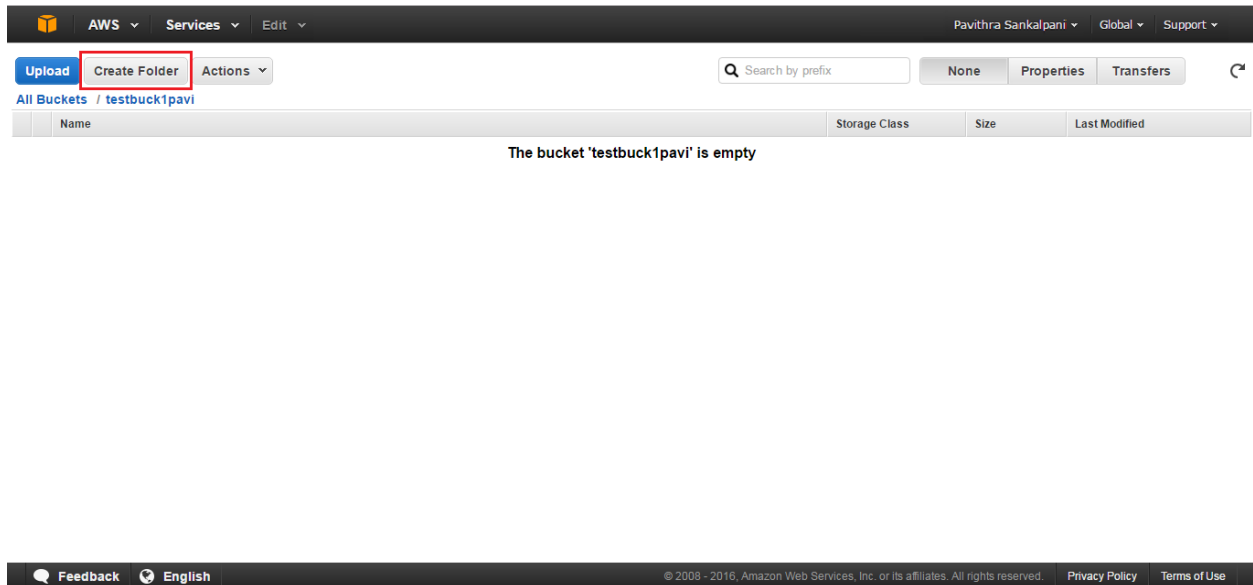 AWS Services Edit Pavithra Sankalpani Global Support
Upload Create Folder Actions Search by prefix None Properties Transfers
All Buckets / testbuck1pavi
Name Storage Class Size Last Modified
The bucket 'testbuck1pavi' is empty
Feedback English © 2008 - 2016, Amazon Web Services, Inc. or its affiliates. All rights reserved. Privacy Policy Terms of Use